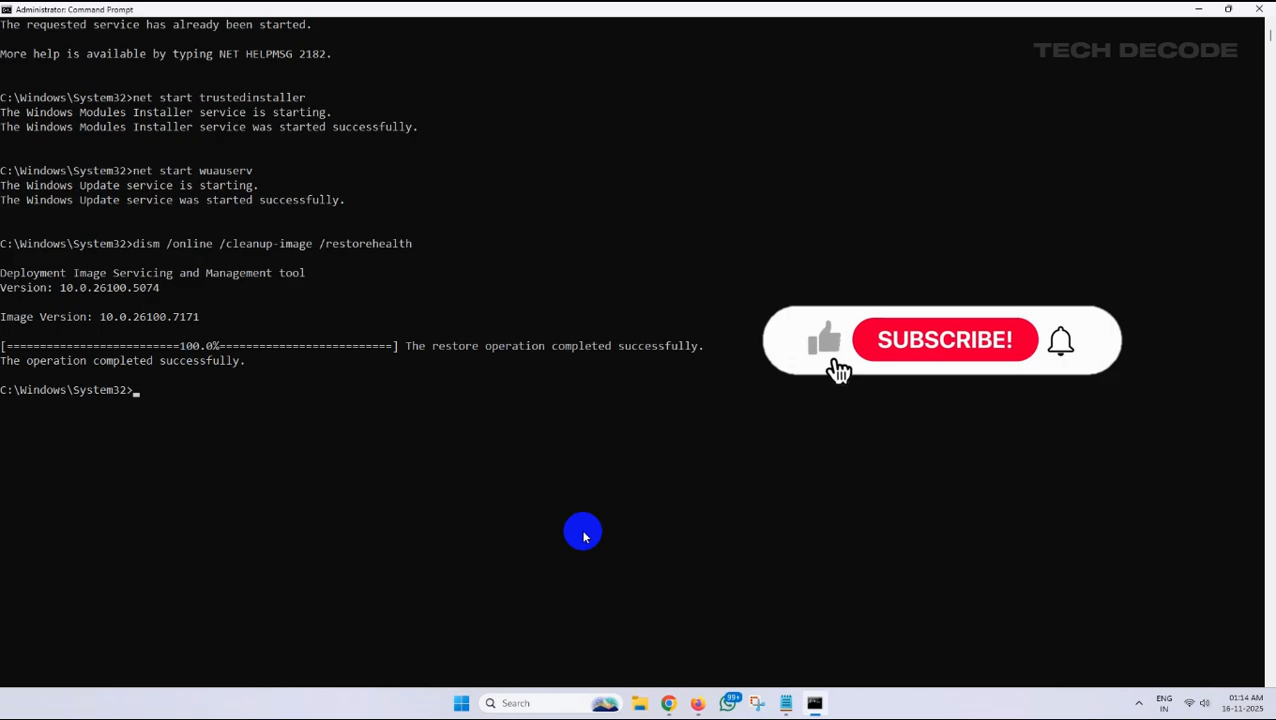 Administrator: Command Prompt
The requested service has already been started.
More help is available by typing NET HELPMSG 2182.
TECH DECODE
C:\Windows\System32>net start trustedinstaller
The Windows Modules Installer service is starting.
The Windows Modules Installer service was started successfully.
C:\Windows\System32>net start wuauserv
The Windows Update service is starting.
The Windows Update service was started successfully.
C:\Windows\System32>dism /online /cleanup-image /restorehealth
Deployment Image Servicing and Management tool
Version: 10.0.26100.5074
Image Version: 10.0.26100.7171
[===========================100.0%==========================] The restore operation completed successfully.
The operation completed successfully.
C:\Windows\System32>
SUBSCRIBE!
Search
99+
ENG
IN
01:14 AM
16-11-2025